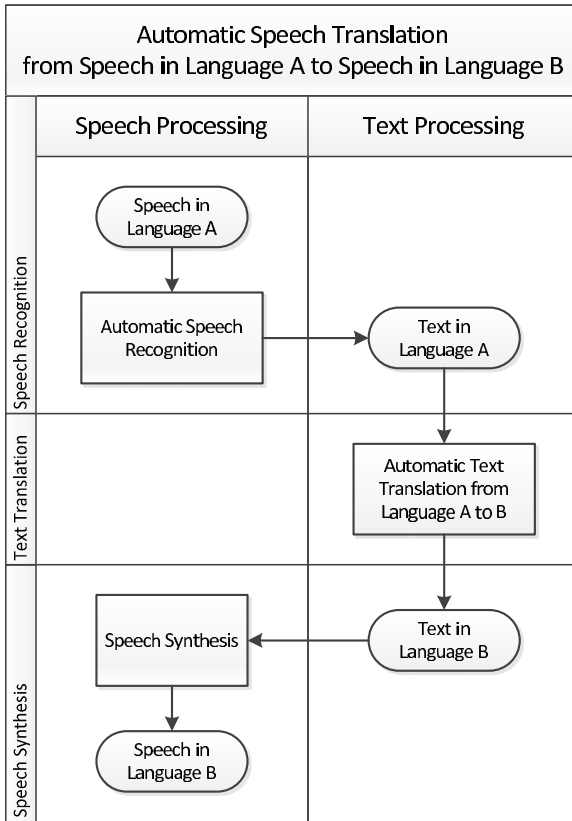 Automatic Speech Translation
from Speech in Language A to Speech in Language B
Speech Processing
Text Processing
Speech Recognition
Speech in
Language A
Automatic Speech
Recognition
Text in
Language A
Text Translation
Automatic Text
Translation from
Language A to B
Speech Synthesis
Speech Synthesis
Text in
Language B
Speech in
Language B